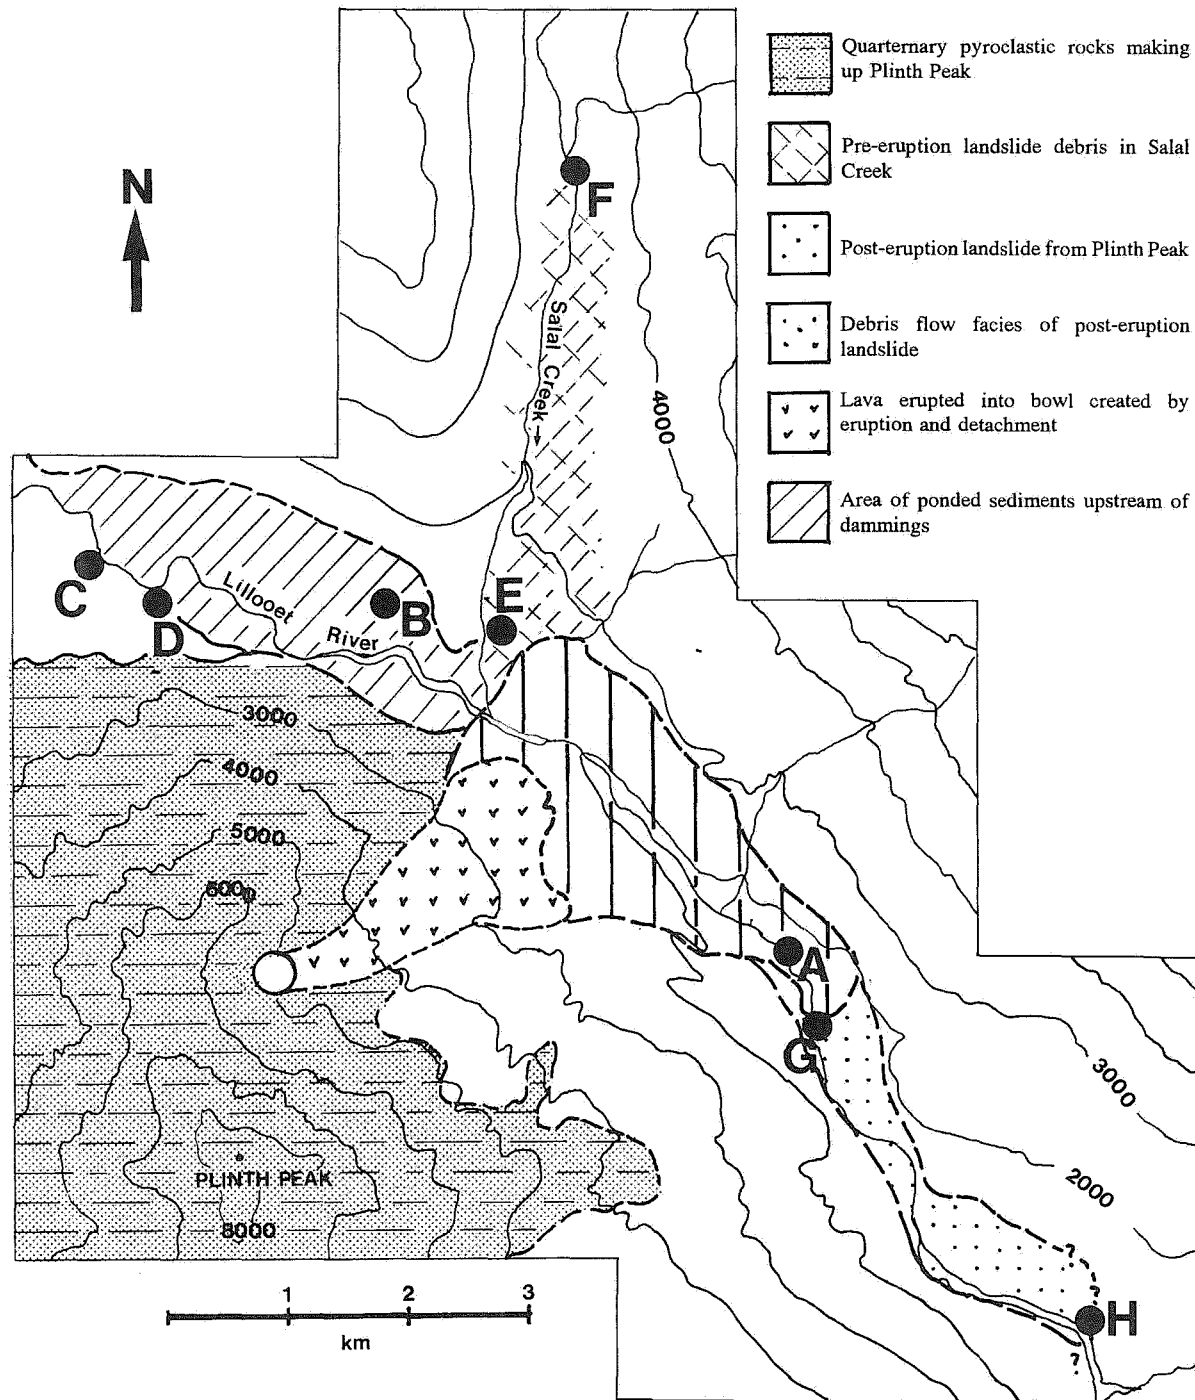 Quarternary pyroclastic rocks making
up Plinth Peak
Pre-eruption landslide debris in Salal
Creek
Post-eruption landslide from Plinth Peak
Debris flow facies of post-eruption
landslide
Lava erupted into bowl created by
eruption and detachment
Area of ponded sediments upstream of
dammings
N
F
Salal Creek
4000
C
D
Lillooet
River
B
E
3000
4000
5000
6000
A
G
3000
2000
PLINTH PEAK
8000
?
?
?
H
1
2
3
km